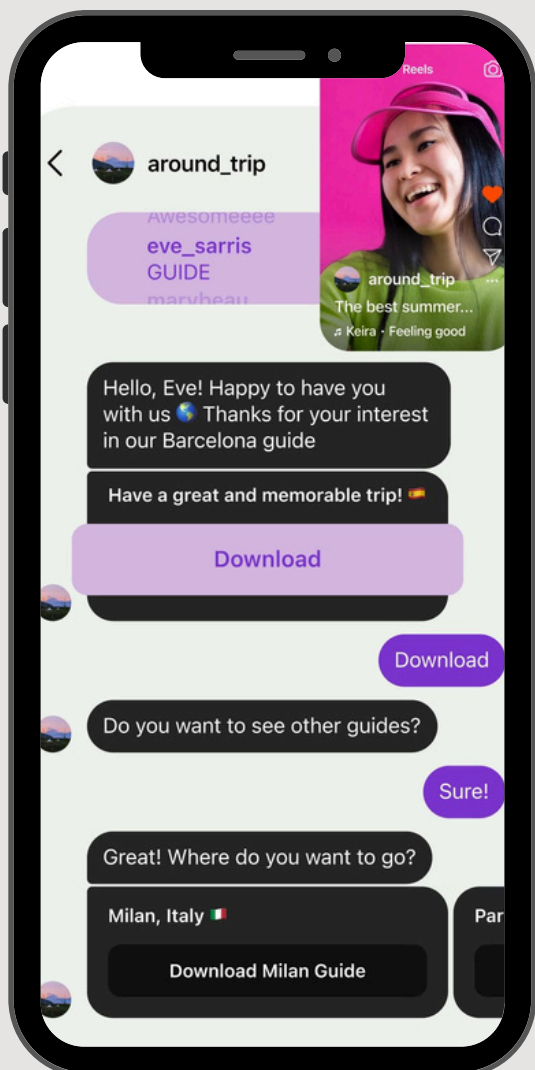 Reels
around_trip
Awesomeeee
eve_sarris
GUIDE
marybeau
around_trip
The best summer...
Keira · Feeling good
Hello, Eve! Happy to have you
with us 🌎 Thanks for your interest
in our Barcelona guide
Have a great and memorable trip! 🇪🇸
Download
Download
Do you want to see other guides?
Sure!
Great! Where do you want to go?
Milan, Italy 🇮🇹
Par
Download Milan Guide